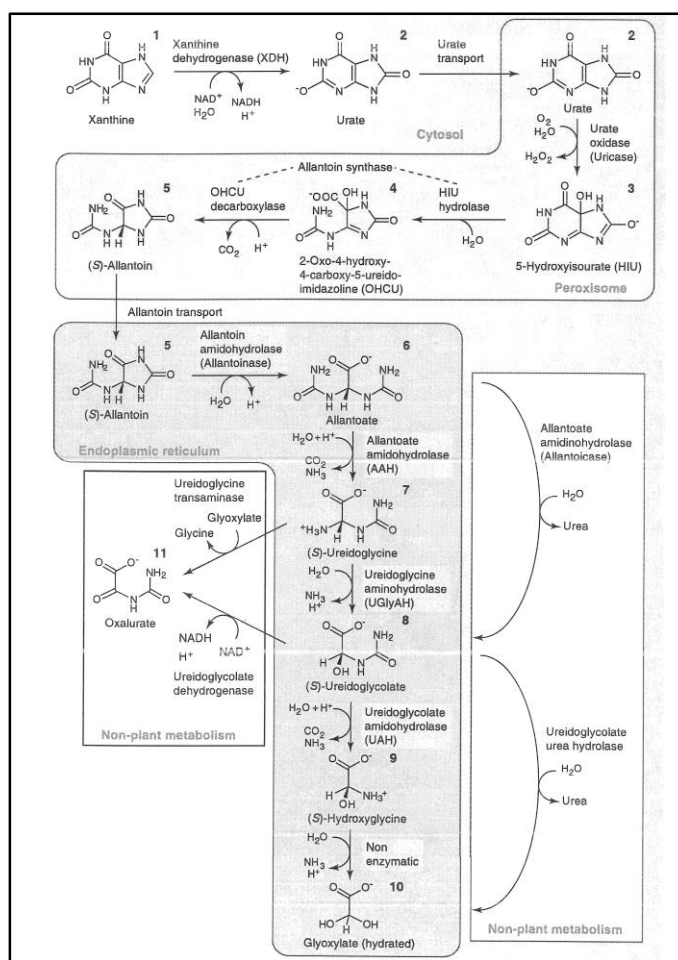 1
Xanthine
dehydrogenase (XDH)
NAD⁺
H₂O
NADH
H⁺
Xanthine
2
Urate
Urate
transport
2
Urate
Cytosol
O₂
H₂O
H₂O₂
Urate
oxidase
(Uricase)
Allantoin synthase
5
OHCU
decarboxylase
CO₂
H⁺
4
HIU
hydrolase
H₂O
3
(S)-Allantoin
2-Oxo-4-hydroxy-
4-carboxy-5-ureido-
imidazoline (OHCU)
5-Hydroxyisourate (HIU)
Peroxisome
Allantoin transport
5
Allantoin
amidohydrolase
(Allantoinase)
H₂O
H⁺
6
(S)-Allantoin
Allantoate
Endoplasmic reticulum
H₂O+H⁺
CO₂
NH₃
Allantoate
amidohydrolase
(AAH)
Allantoate
amidinohydrolase
(Allantoicase)
H₂O
Urea
Ureidoglycine
transaminase
Glyoxylate
Glycine
7
(S)-Ureidoglycine
11
Oxalurate
H₂O
NH₃
H⁺
Ureidoglycine
aminohydrolase
(UGlyAH)
8
NADH
H⁺
NAD⁺
Ureidoglycolate
dehydrogenase
Non-plant metabolism
(S)-Ureidoglycolate
H₂O+H⁺
CO₂
NH₃
Ureidoglycolate
amidohydrolase
(UAH)
Ureidoglycolate
urea hydrolase
H₂O
Urea
9
(S)-Hydroxyglycine
H₂O
NH₃
H⁺
Non
enzymatic
10
Glyoxylate (hydrated)
Non-plant metabolism